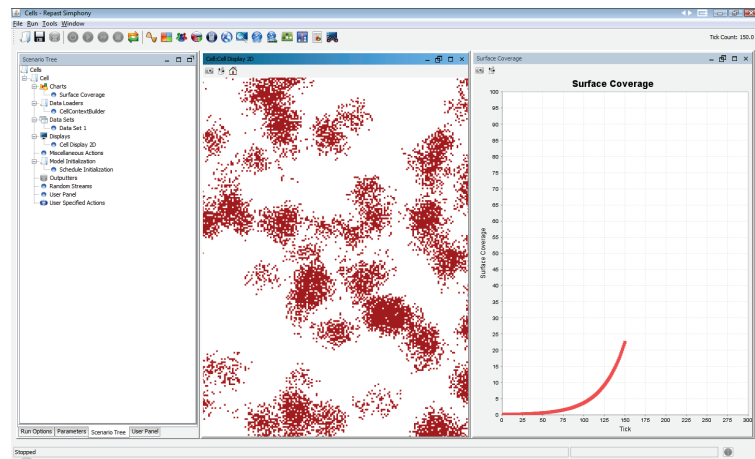 Cells - Repast Simphony
File Run Tools Window
Tick Count: 150.0
Scenario Tree
Cells
Cell
Charts
Surface Coverage
Data Loaders
CellContextBuilder
Data Sets
Data Set 1
Displays
Cell Display 2D
Miscellaneous Actions
Model Initialization
Schedule Initialization
Outputters
Random Streams
User Panel
User Specified Actions
Run Options Parameters Scenario Tree User Panel
Stopped
Cell:Cell Display 2D
Surface Coverage
Surface Coverage
100
95
90
85
80
75
70
65
60
55
50
45
40
35
30
25
20
15
10
5
0
Surface Coverage
0 25 50 75 100 125 150 175 200 225 250 275 300
Tick